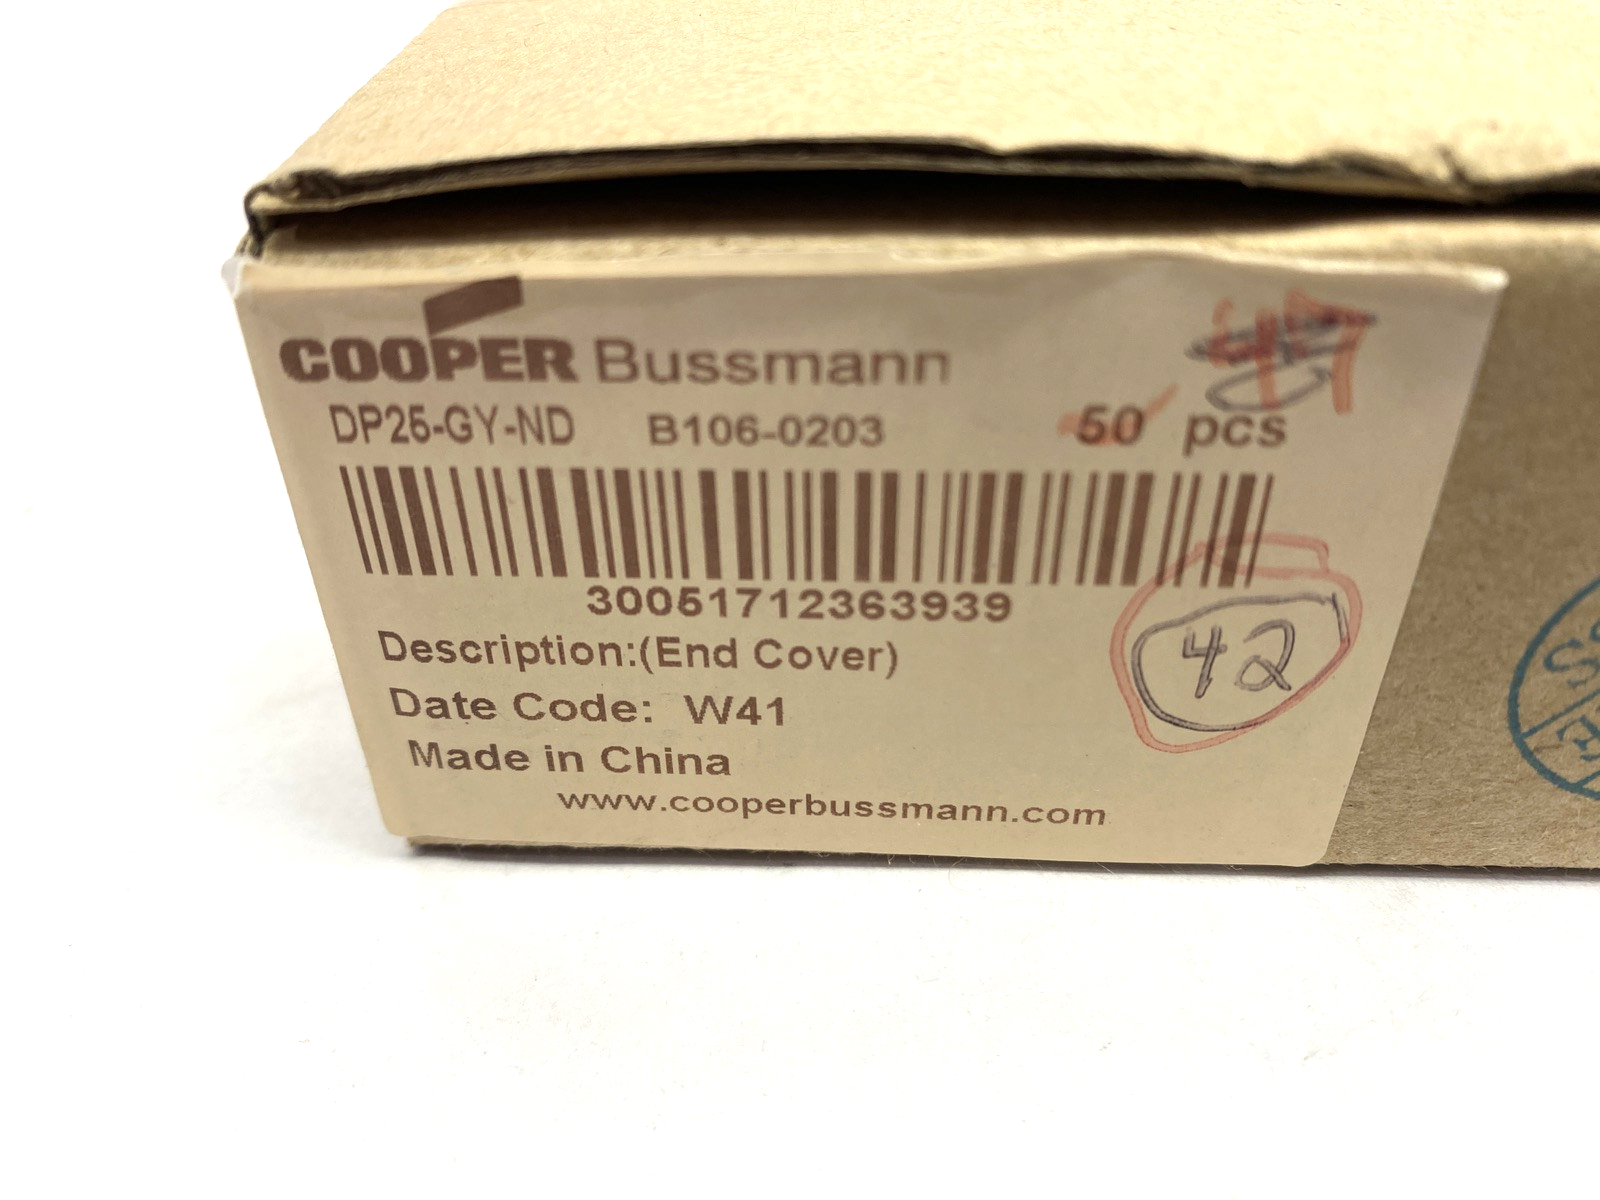 COOPER Bussmann
47
DP25-GY-ND B106-0203 50 pcs
30051712363939
42
Description:(End Cover)
Date Code: W41
Made in China
www.cooperbussmann.com